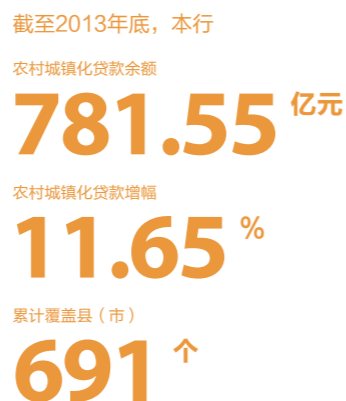 截至2013年底，本行
农村城镇化贷款余额
781.55 亿元
农村城镇化贷款增幅
11.65 %
累计覆盖县（市）
691 个